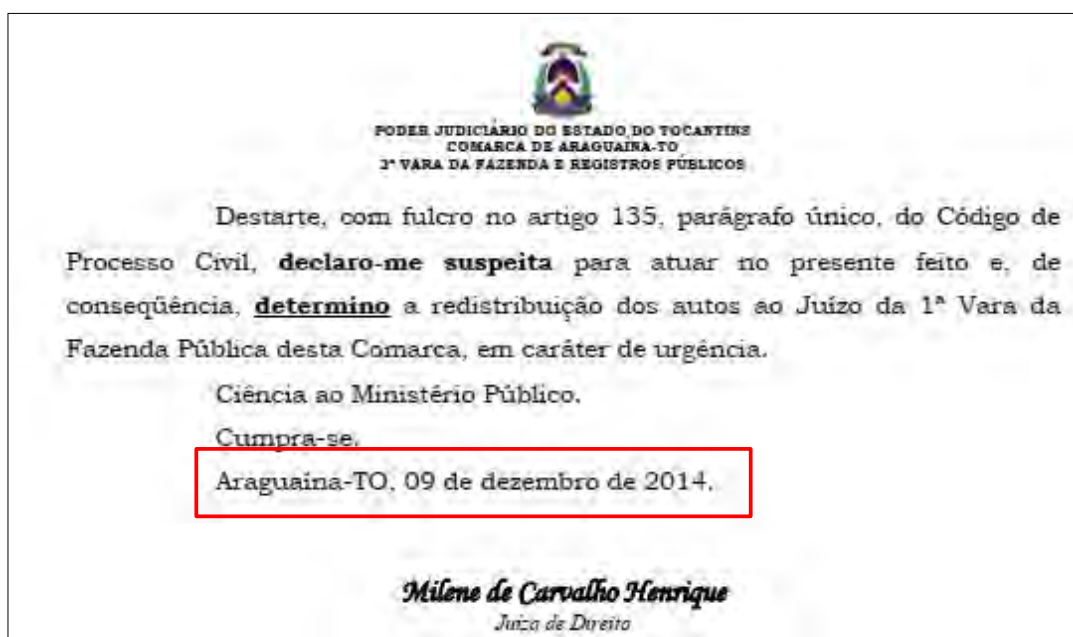 PODER JUDICIÁRIO DO ESTADO DO TOCANTINS
COMARCA DE ARAGUAÍNA-TO
2ª VARA DA FAZENDA E REGISTROS PÚBLICOS
Destarte, com fulcro no artigo 135, parágrafo único, do Código de
Processo Civil, declaro-me suspeita para atuar no presente feito e, de
conseqüência, determino a redistribuição dos autos ao Juízo da 1ª Vara da
Fazenda Pública desta Comarca, em caráter de urgência.
Ciência ao Ministério Público.
Cumpra-se.
Araguaína-TO, 09 de dezembro de 2014.
Milene de Carvalho Henrique
Juíza de Direito